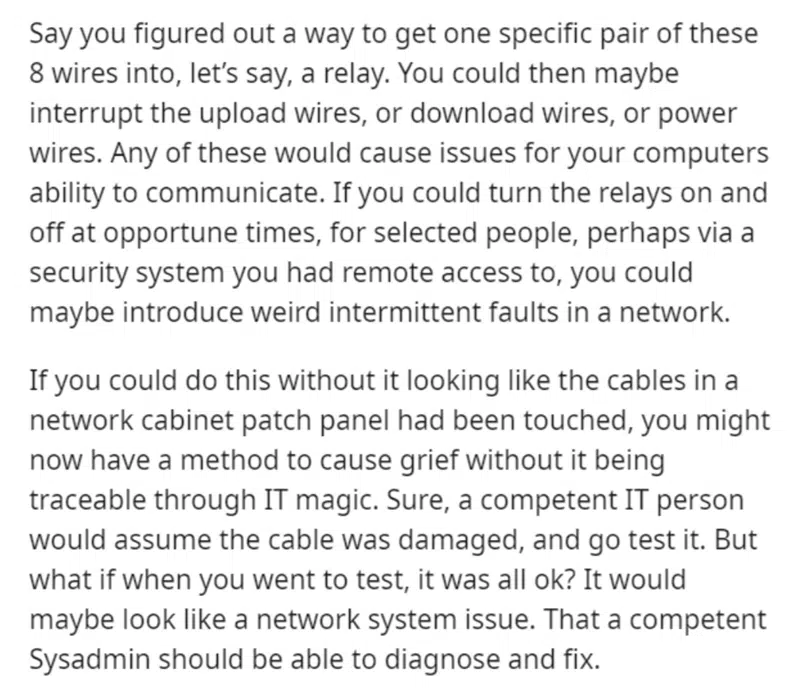 Say you figured out a way to get one specific pair of these
8 wires into, let's say, a relay. You could then maybe
interrupt the upload wires, or download wires, or power
wires. Any of these would cause issues for your computers
ability to communicate. If you could turn the relays on and
off at opportune times, for selected people, perhaps via a
security system you had remote access to, you could
maybe introduce weird intermittent faults in a network.
If you could do this without it looking like the cables in a
network cabinet patch panel had been touched, you might
now have a method to cause grief without it being
traceable through IT magic. Sure, a competent IT person
would assume the cable was damaged, and go test it. But
what if when you went to test, it was all ok? It would
maybe look like a network system issue. That a competent
Sysadmin should be able to diagnose and fix.